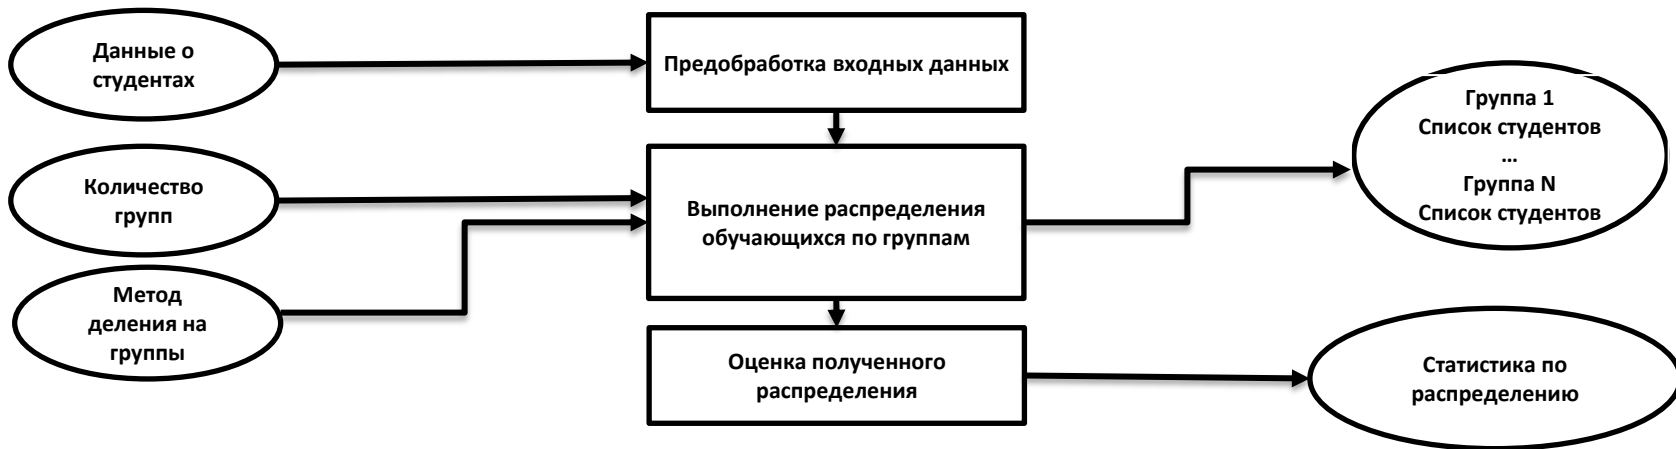 Данные о
студентах
Предобработка входных данных
Группа 1
Список студентов
...
Группа N
Список студентов
Количество
групп
Выполнение распределения
обучающихся по группам
Метод
деления на
группы
Оценка полученного
распределения
Статистика по
распределению